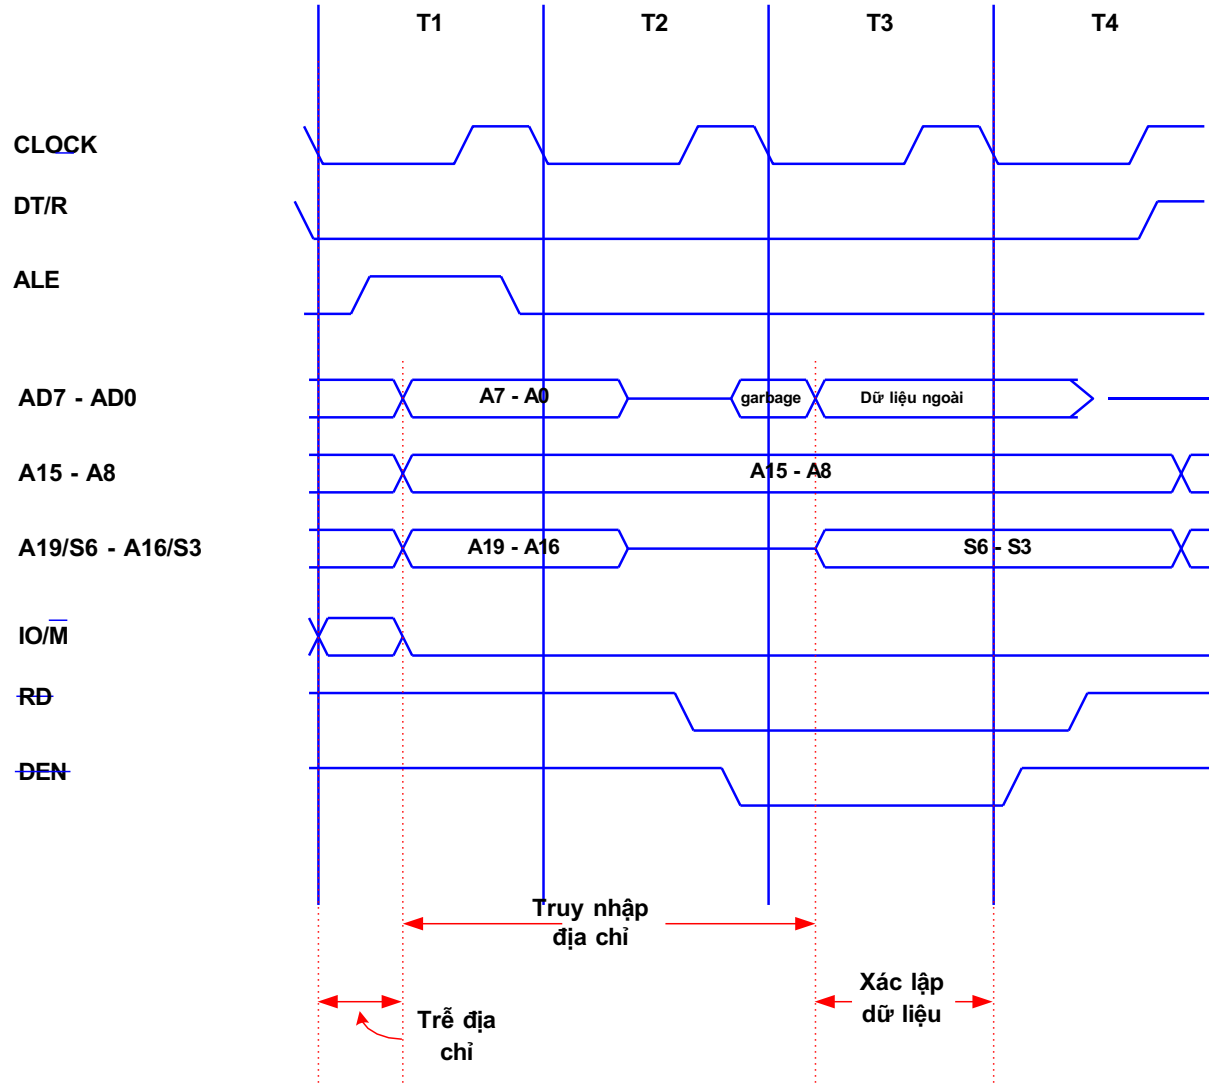 T1 T2 T3 T4
CLOCK
DT/R
ALE
AD7 - AD0 A7 - A0 garbage Dữ liệu ngoài
A15 - A8 A15 - A8
A19/S6 - A16/S3 A19 - A16 S6 - S3
IO/M̅
RD
DEN
Truy nhập
địa chỉ
Xác lập
dữ liệu
Trễ địa
chỉ